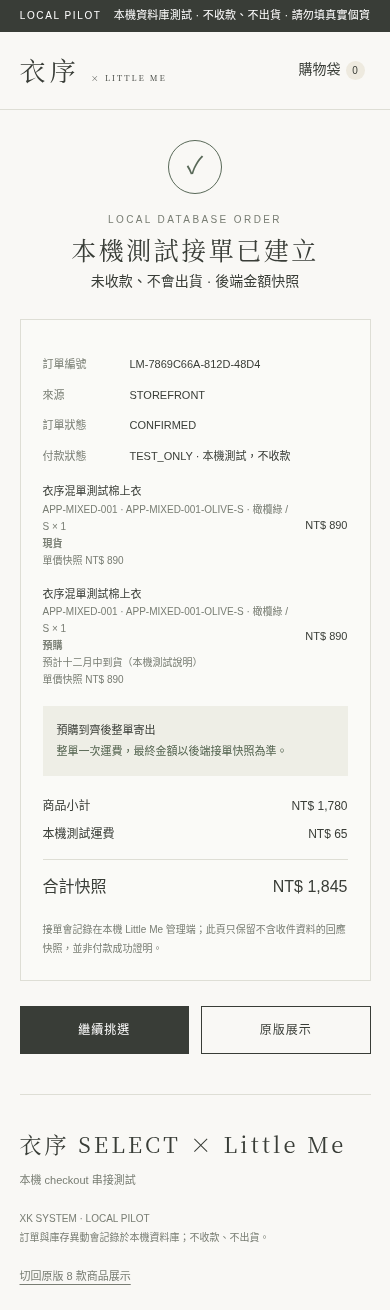 LOCAL PILOT 本機資料庫測試 · 不收款、不出貨 · 請勿填真實個資
衣序 × LITTLE ME 購物袋 0
✓
LOCAL DATABASE ORDER
本機測試接單已建立
未收款、不會出貨 · 後端金額快照
訂單編號 LM-7869C66A-812D-48D4
來源 STOREFRONT
訂單狀態 CONFIRMED
付款狀態 TEST_ONLY · 本機測試，不收款
衣序混單測試棉上衣
APP-MIXED-001 · APP-MIXED-001-OLIVE-S · 橄欖綠 /
S × 1
NT$ 890
現貨
單價快照 NT$ 890
衣序混單測試棉上衣
APP-MIXED-001 · APP-MIXED-001-OLIVE-S · 橄欖綠 /
S × 1
NT$ 890
預購
預計十二月中到貨（本機測試說明）
單價快照 NT$ 890
預購到齊後整單寄出
整單一次運費，最終金額以後端接單快照為準。
商品小計 NT$ 1,780
本機測試運費 NT$ 65
合計快照 NT$ 1,845
接單會記錄在本機 Little Me 管理端；此頁只保留不含收件資料的回應
快照，並非付款成功證明。
繼續挑選 原版展示
衣序 SELECT × Little Me
本機 checkout 串接測試
XK SYSTEM · LOCAL PILOT
訂單與庫存異動會記錄於本機資料庫；不收款、不出貨。
切回原版 8 款商品展示